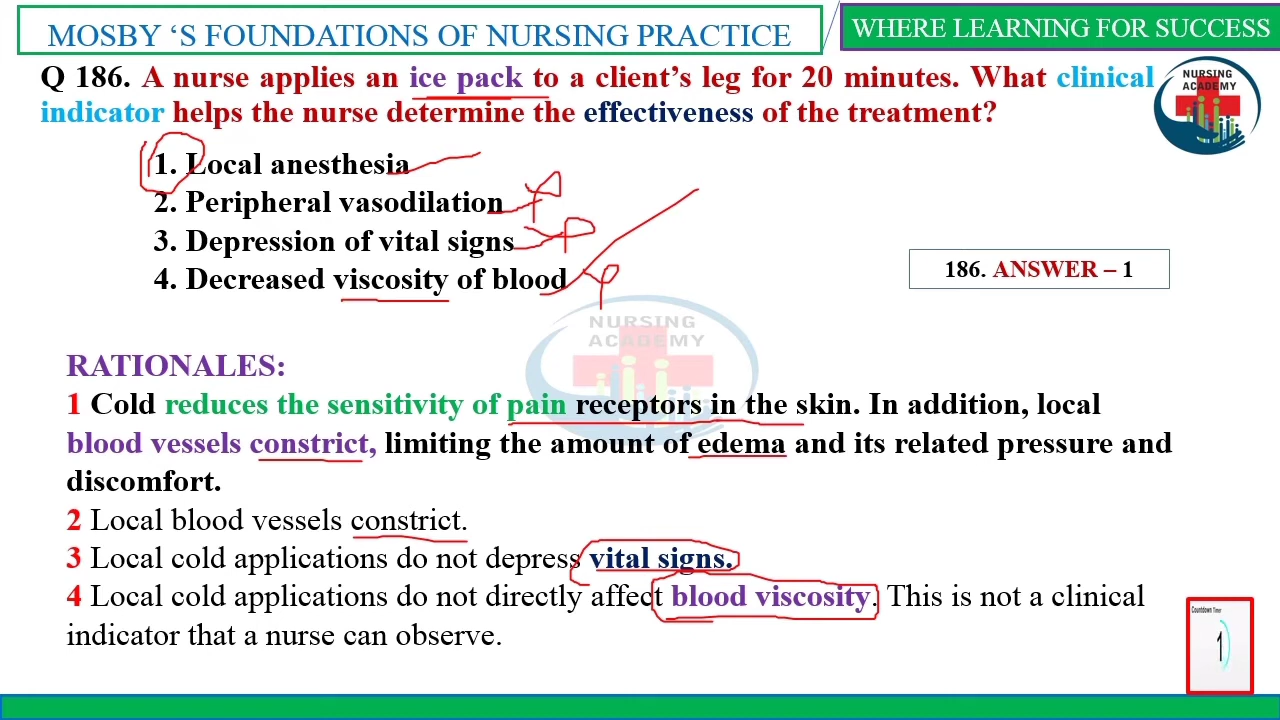 MOSBY ‘S FOUNDATIONS OF NURSING PRACTICE
WHERE LEARNING FOR SUCCESS
Q 186. A nurse applies an ice pack to a client’s leg for 20 minutes. What clinical
indicator helps the nurse determine the effectiveness of the treatment?
NURSING
ACADEMY
1. Local anesthesia
2. Peripheral vasodilation
3. Depression of vital signs
4. Decreased viscosity of blood
186. ANSWER – 1
NURSING
ACADEMY
RATIONALES:
1 Cold reduces the sensitivity of pain receptors in the skin. In addition, local
blood vessels constrict, limiting the amount of edema and its related pressure and
discomfort.
2 Local blood vessels constrict.
3 Local cold applications do not depress vital signs.
4 Local cold applications do not directly affect blood viscosity. This is not a clinical
indicator that a nurse can observe.
Countdown Timer
1